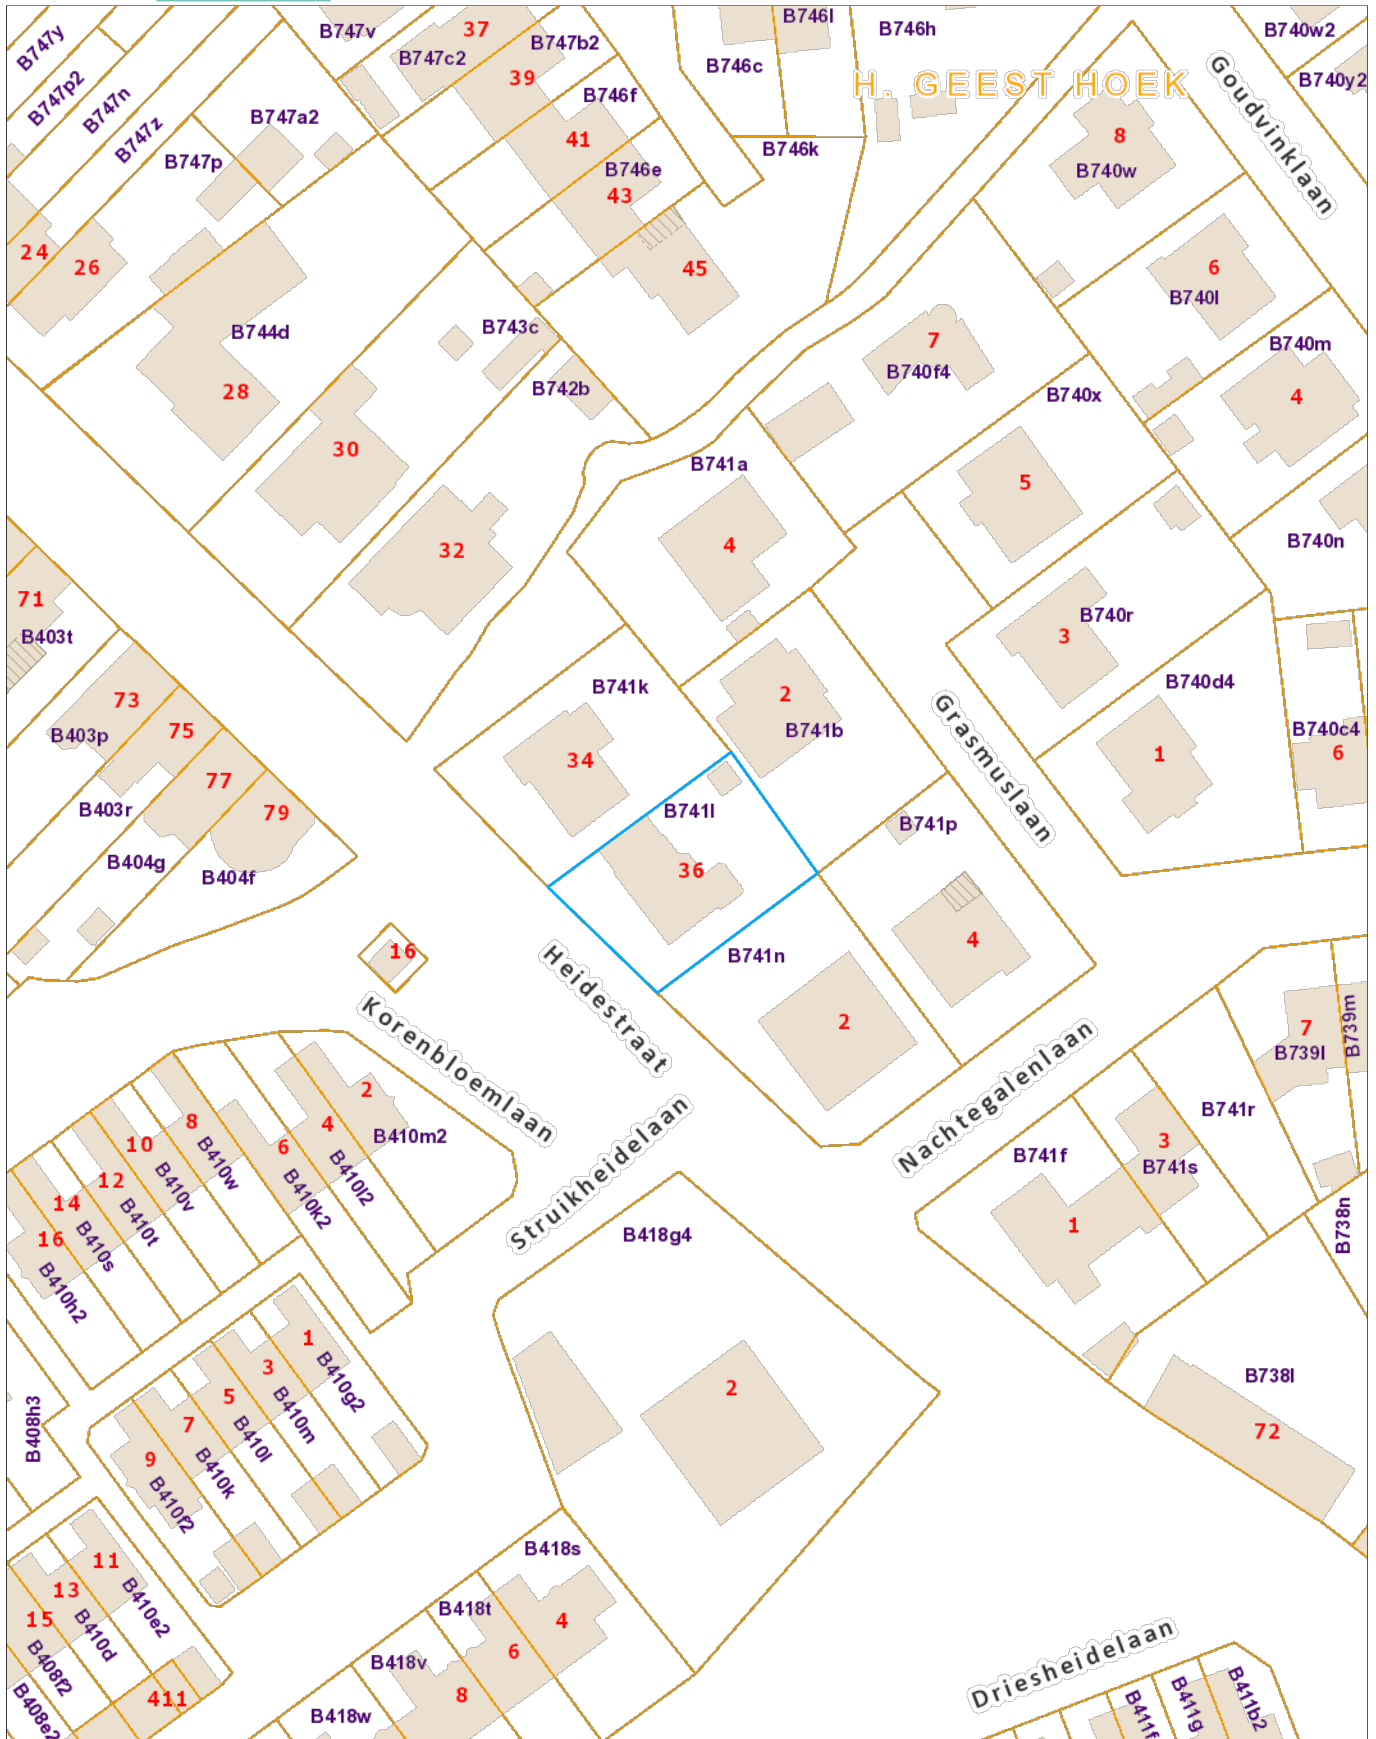 B747y
B747p2
B747n
B747z
B747p
B747a2
B747v
B747c2
37
B747b2
39
B746f
41
B746e
43
45
B746c
B746l
B746h
B746k
H. GEEST HOEK
8
B740w
Goudvinklaan
B740w2
B740y2
24
26
B744d
28
B743c
B742b
30
32
6
B740l
B740m
4
7
B740f4
B740x
5
B740n
B741a
4
71
B403t
73
B403p
75
77
79
B403r
B404g
B404f
B741k
34
2
B741b
B740r
3
B740d4
1
B740c4
6
Grasmuslaan
B741l
36
B741p
4
B741n
2
16
Heidestraat
Korenbloemlaan
Struikheidelaan
Nachtegalenlaan
7
B739l
B739m
B741r
3
B741s
B741f
1
B738n
2
B410m2
4
B410l2
6
B410k2
8
B410w
10
B410v
12
B410t
14
B410s
16
B410h2
B418g4
2
1
B410g2
3
B410m
5
B410l
7
B410k
9
B410f2
B408h3
B738l
72
11
B410e2
13
B410d
15
B408f2
B408e2
411
B418s
4
B418t
6
B418v
8
B418w
Driesheidelaan
B411f
B411g
B411b2